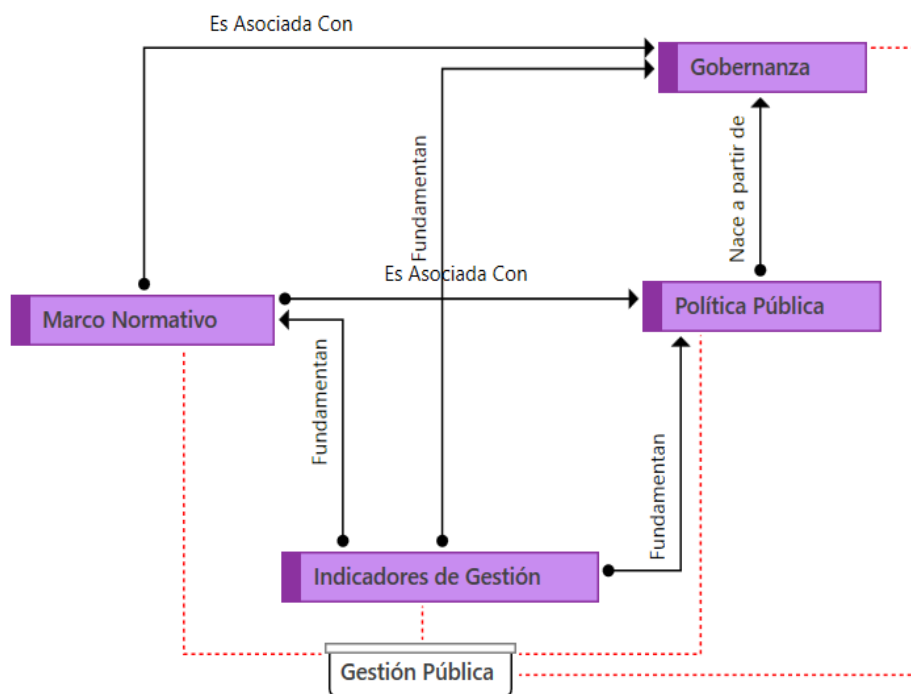 Es Asociada Con
Gobernanza
Fundamentan
Nace a partir de
Es Asociada Con
Marco Normativo
Política Pública
Fundamentan
Fundamentan
Indicadores de Gestión
Gestión Pública